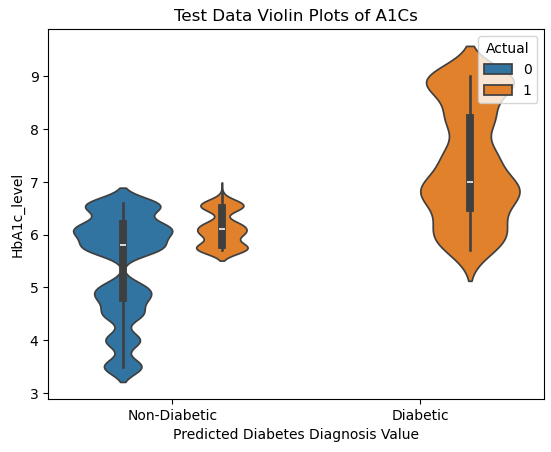 Test Data Violin Plots of A1Cs
Actual
0
1
9
8
7
6
5
4
3
HbA1c_level
Non-Diabetic
Diabetic
Predicted Diabetes Diagnosis Value